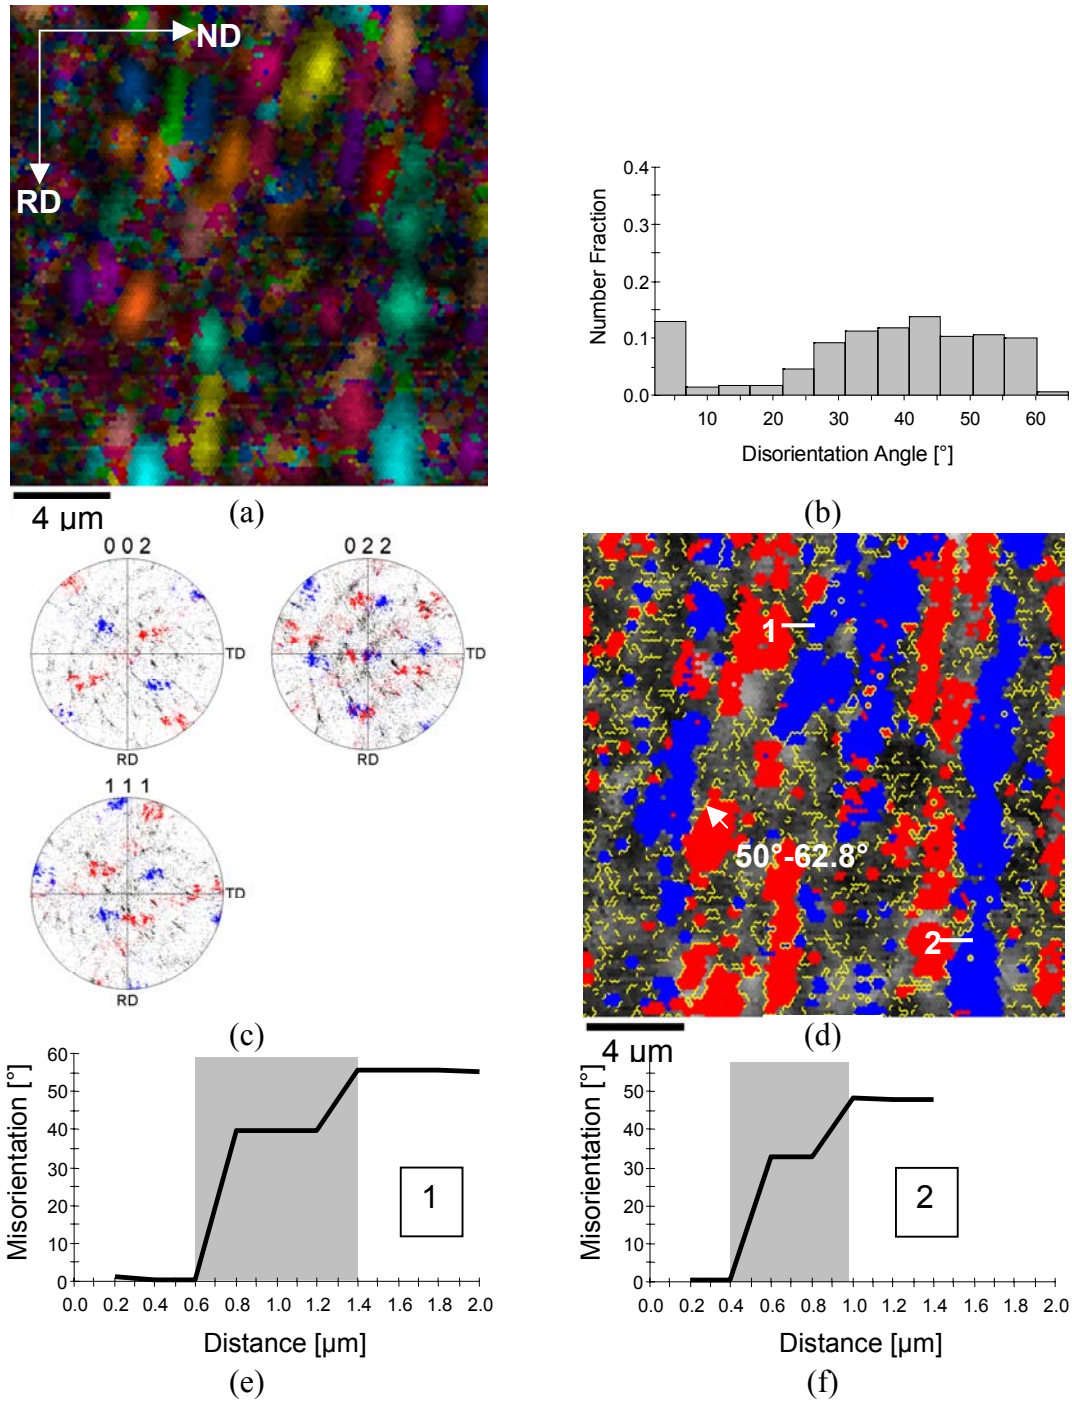 ND
RD
4 µm
(a)
Number Fraction
0.4
0.3
0.2
0.1
0.0
10 20 30 40 50 60
Disorientation Angle [°]
(b)
0 0 2
TD
RD
0 2 2
TD
RD
1 1 1
TD
RD
(c)
1
50°-62.8°
2
4 µm
(d)
Misorientation [°]
60
50
40
30
20
10
0
0.0 0.2 0.4 0.6 0.8 1.0 1.2 1.4 1.6 1.8 2.0
Distance [µm]
1
(e)
Misorientation [°]
50
40
30
20
10
0
0.0 0.2 0.4 0.6 0.8 1.0 1.2 1.4 1.6 1.8 2.0
Distance [µm]
2
(f)